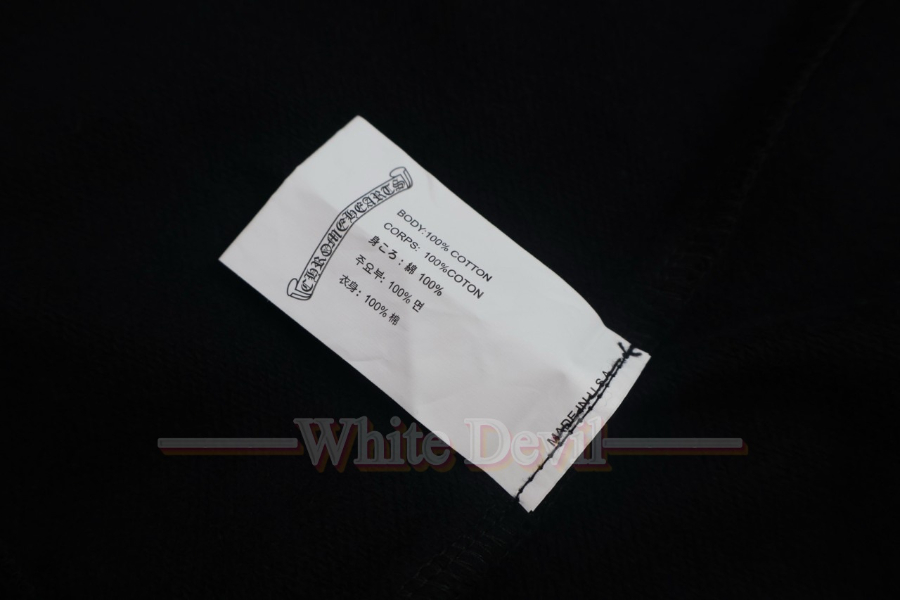 CHROME HEARTS
BODY:100% COTTON
CORPS: 100%COTON
身ころ : 綿 100%
주요부: 100% 면
衣身: 100% 棉
MADE IN U.S.A
White Devil